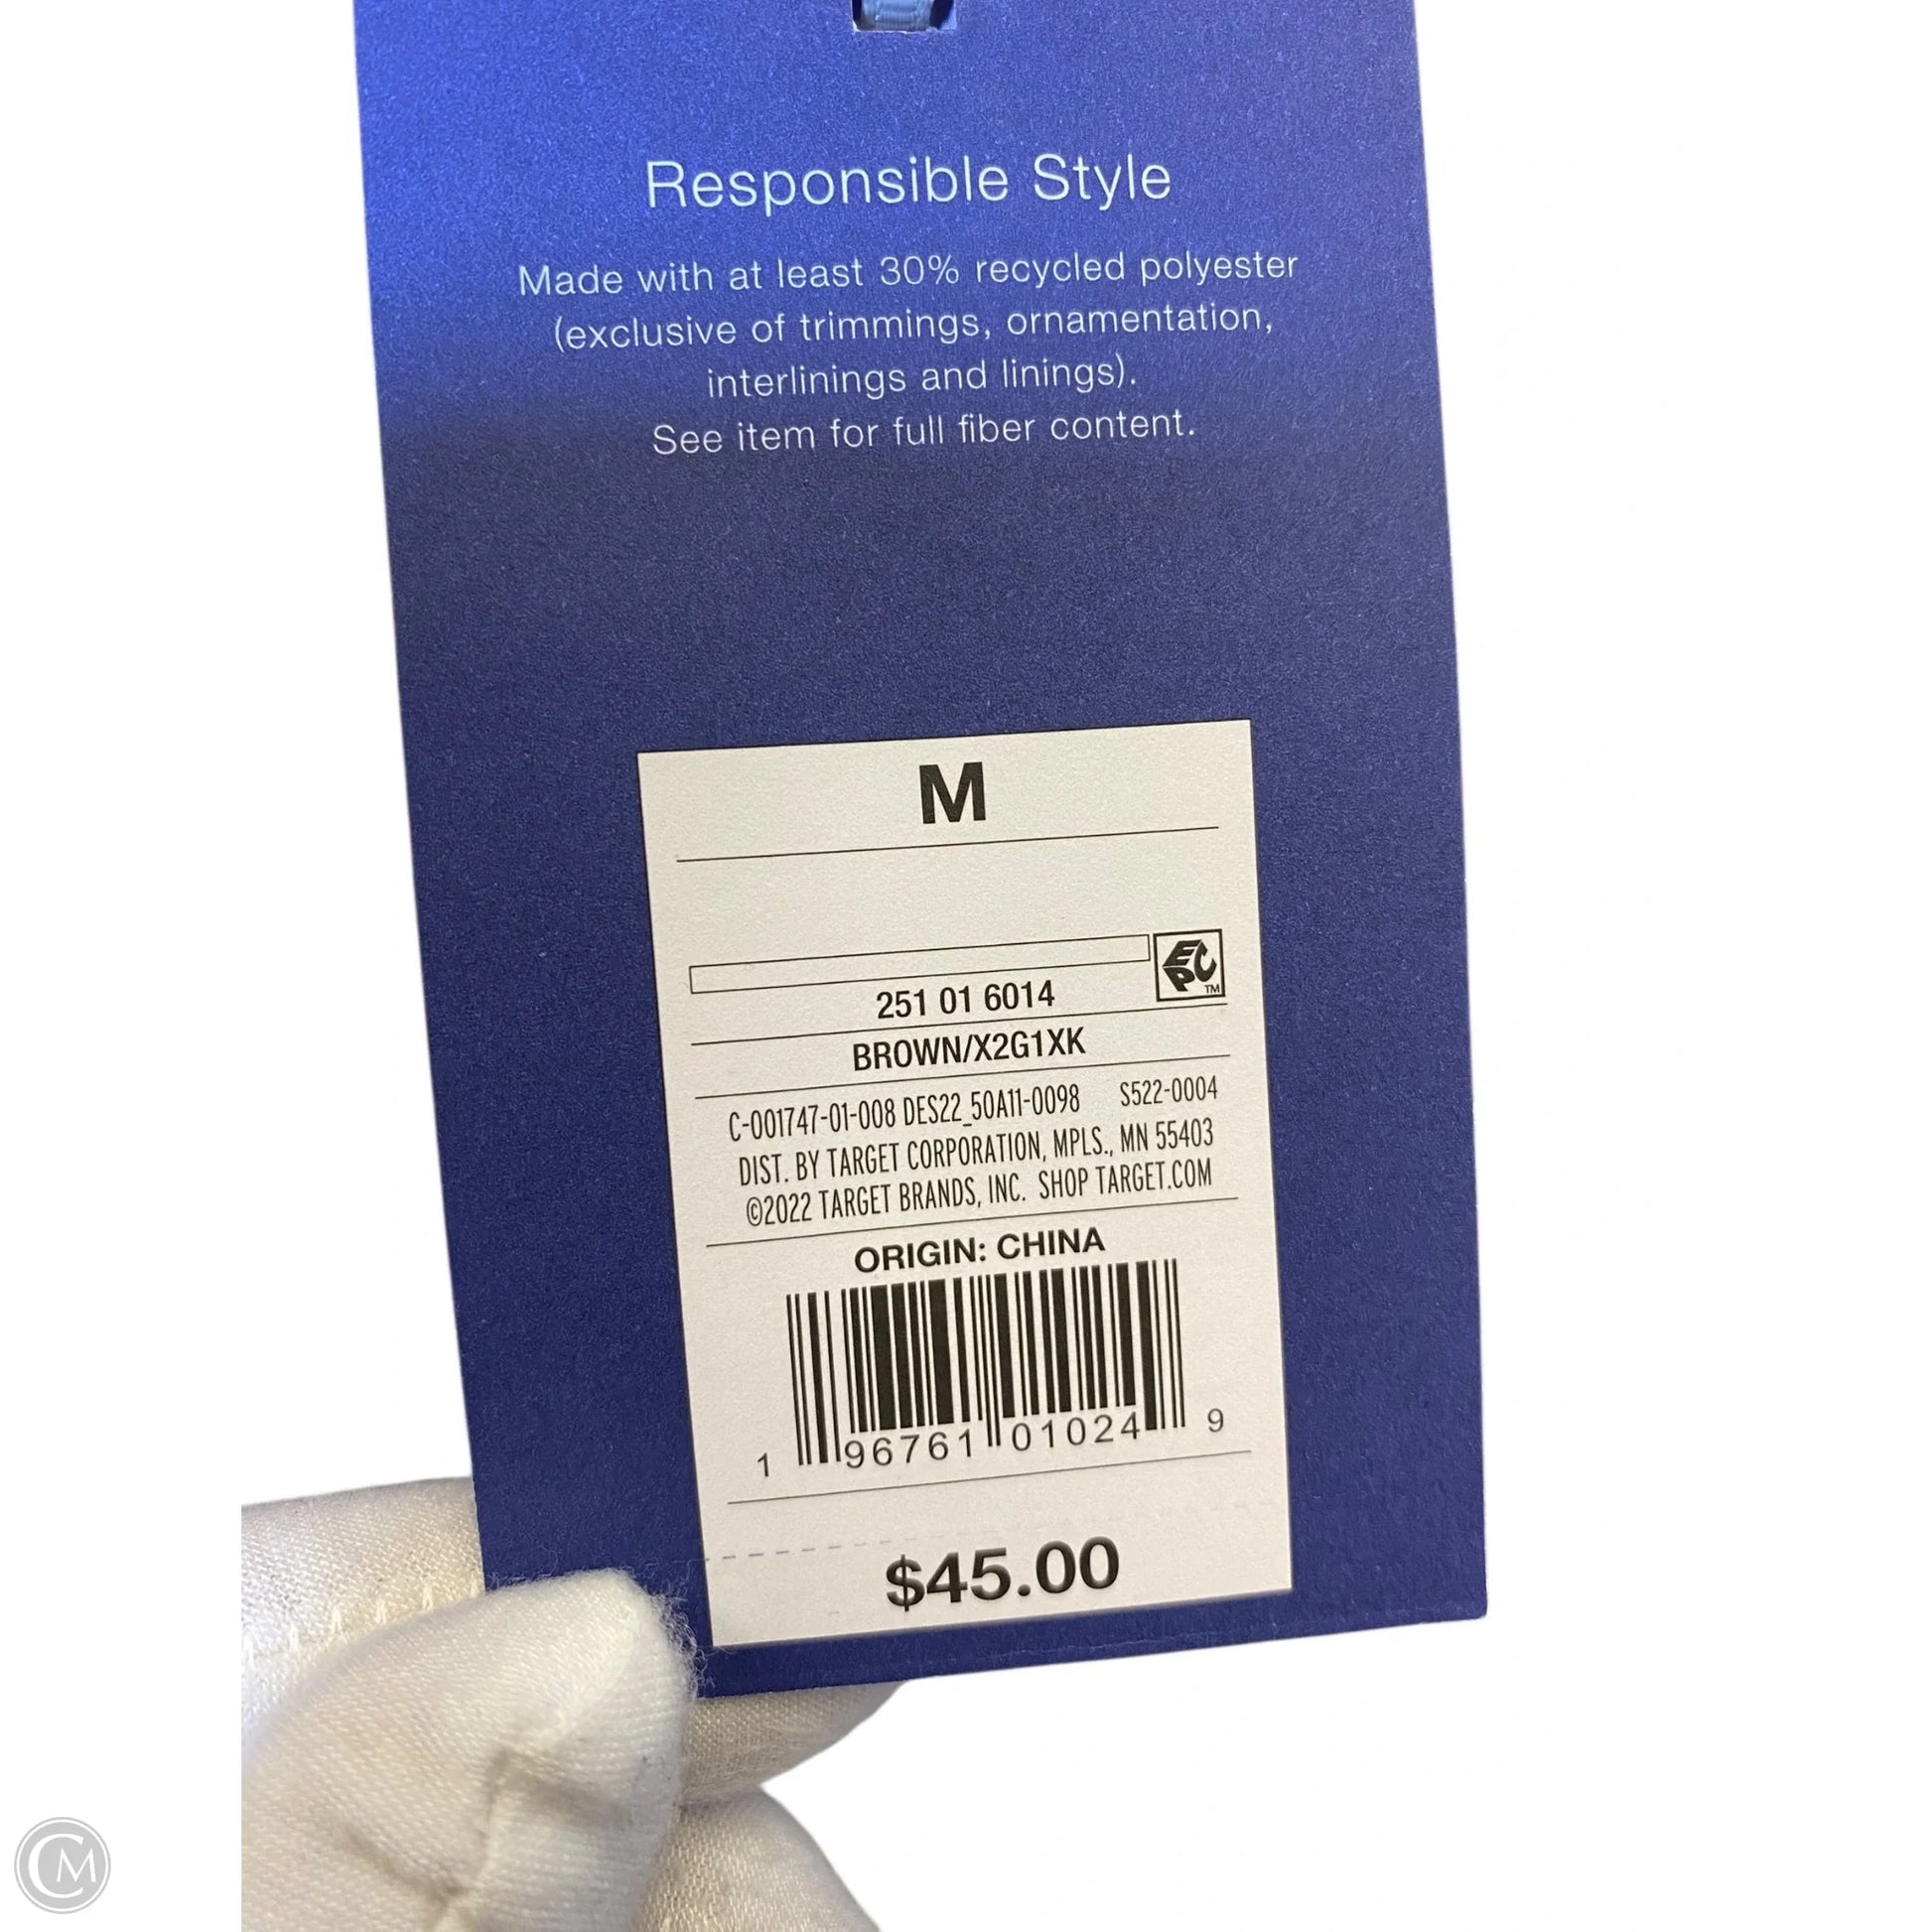 Responsible Style
Made with at least 30% recycled polyester
(exclusive of trimmings, ornamentation,
interlinings and linings).
See item for full fiber content.
M
EPC™
251 01 6014
BROWN/X2G1XK
C-001747-01-008 DES22_50A11-0098 S522-0004
DIST. BY TARGET CORPORATION, MPLS., MN 55403
©2022 TARGET BRANDS, INC. SHOP TARGET.COM
ORIGIN: CHINA
1 96761 01024 9
$45.00
CM